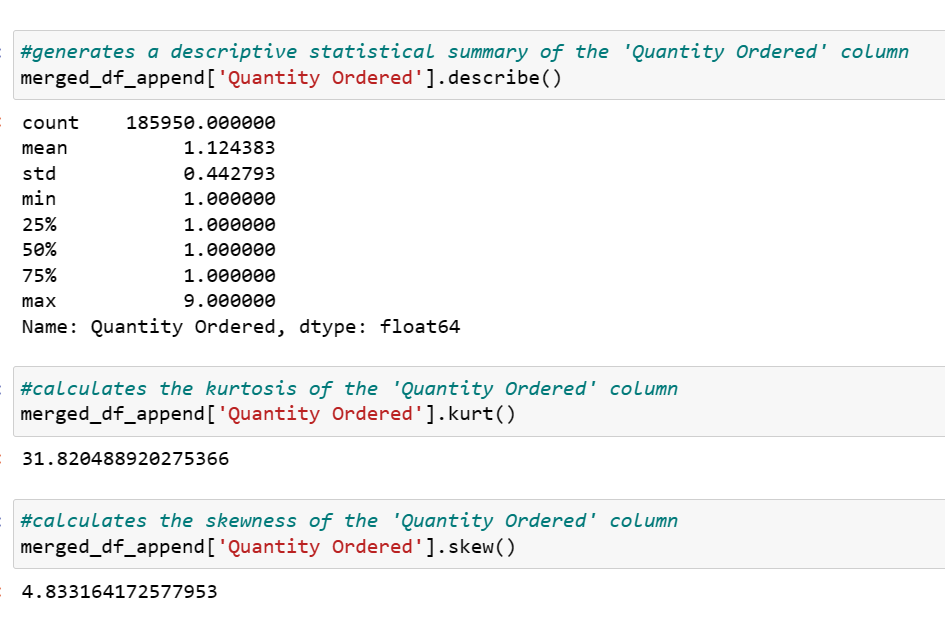 #generates a descriptive statistical summary of the 'Quantity Ordered' column
merged_df_append['Quantity Ordered'].describe()
count    185950.000000
mean          1.124383
std           0.442793
min           1.000000
25%           1.000000
50%           1.000000
75%           1.000000
max           9.000000
Name: Quantity Ordered, dtype: float64
#calculates the kurtosis of the 'Quantity Ordered' column
merged_df_append['Quantity Ordered'].kurt()
31.820488920275366
#calculates the skewness of the 'Quantity Ordered' column
merged_df_append['Quantity Ordered'].skew()
4.833164172577953